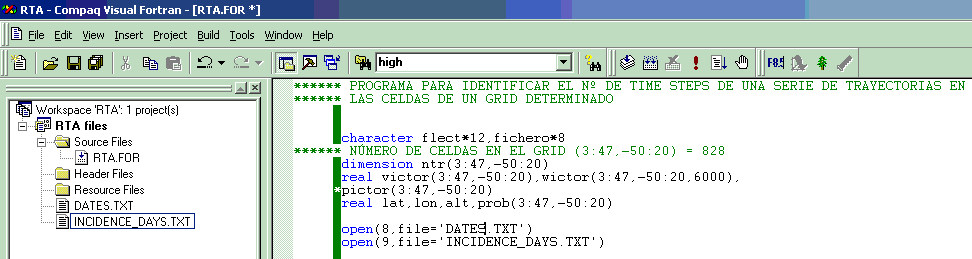 RTA - Compaq Visual Fortran - [RTA.FOR *]
File Edit View Insert Project Build Tools Window Help
high
F8.5
Workspace 'RTA': 1 project(s)
RTA files
Source Files
RTA.FOR
Header Files
Resource Files
DATES.TXT
INCIDENCE_DAYS.TXT
****** PROGRAMA PARA IDENTIFICAR EL Nº DE TIME STEPS DE UNA SERIE DE TRAYECTORIAS EN
****** LAS CELDAS DE UN GRID DETERMINADO
character flect*12,fichero*8
****** NÚMERO DE CELDAS EN EL GRID (3:47,-50:20) = 828
dimension ntr(3:47,-50:20)
real victor(3:47,-50:20),wictor(3:47,-50:20,6000),
*pictor(3:47,-50:20)
real lat,lon,alt,prob(3:47,-50:20)
open(8,file='DATES.TXT')
open(9,file='INCIDENCE_DAYS.TXT')